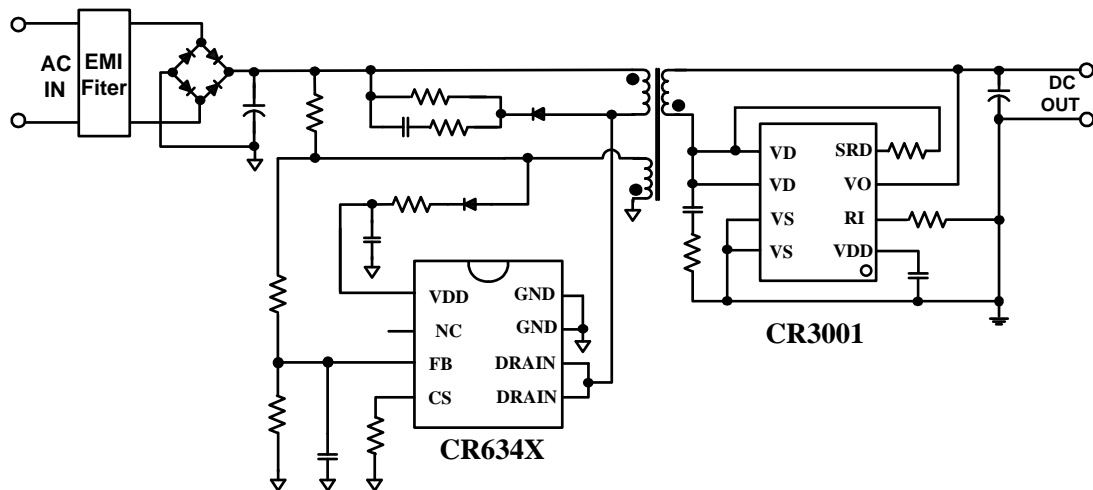 AC
IN
EMI
Fiter
DC
OUT
VD
SRD
VD
VO
VS
RI
VS
VDD
CR3001
VDD
GND
NC
GND
FB
DRAIN
CS
DRAIN
CR634X